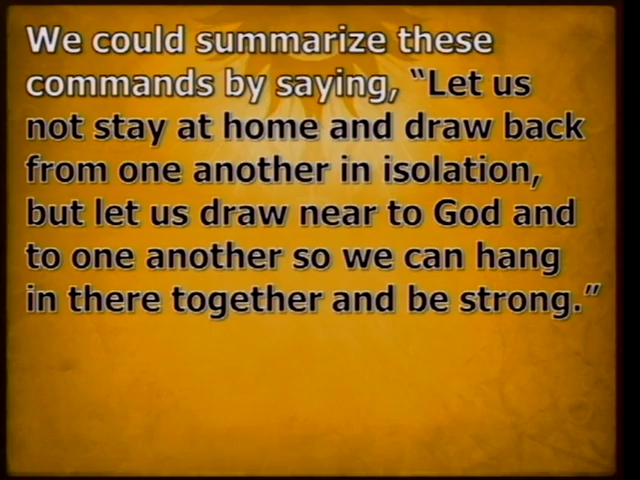 We could summarize these
commands by saying, “Let us
not stay at home and draw back
from one another in isolation,
but let us draw near to God and
to one another so we can hang
in there together and be strong.”